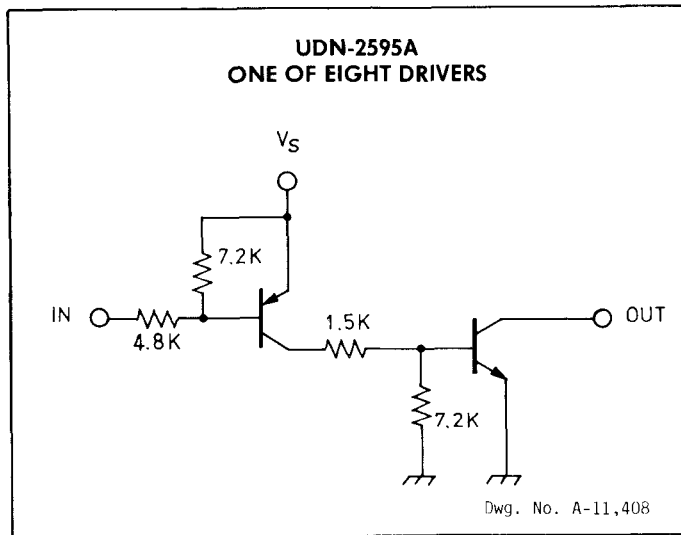 UDN-2595A
ONE OF EIGHT DRIVERS
VS
7.2K
IN
4.8K
1.5K
OUT
7.2K
Dwg. No. A-11,408